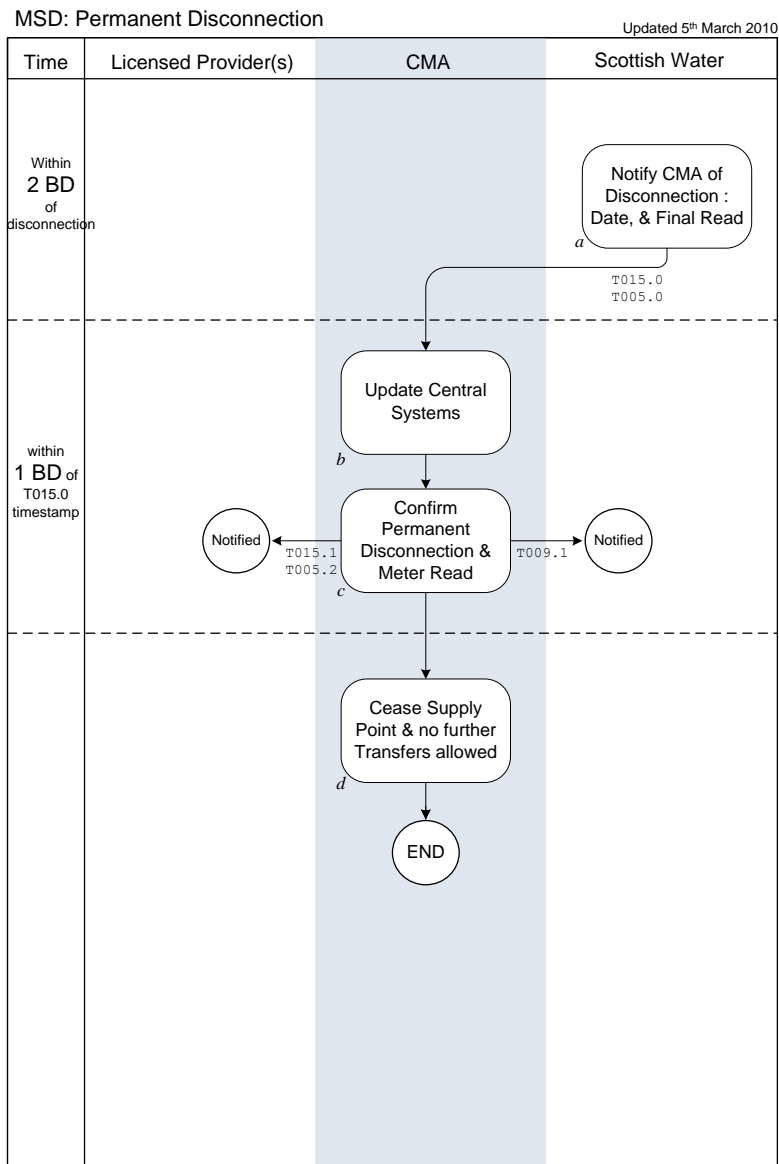 MSD: Permanent Disconnection
Updated 5th March 2010
Time
Licensed Provider(s)
CMA
Scottish Water
Within
2 BD
of
disconnection
Notify CMA of
Disconnection :
Date, & Final Read
a
T015.0
T005.0
within
1 BD of
T015.0
timestamp
Update Central
Systems
b
Confirm
Permanent
Disconnection &
Meter Read
c
Notified
T015.1
T005.2
T009.1
Notified
Cease Supply
Point & no further
Transfers allowed
d
END